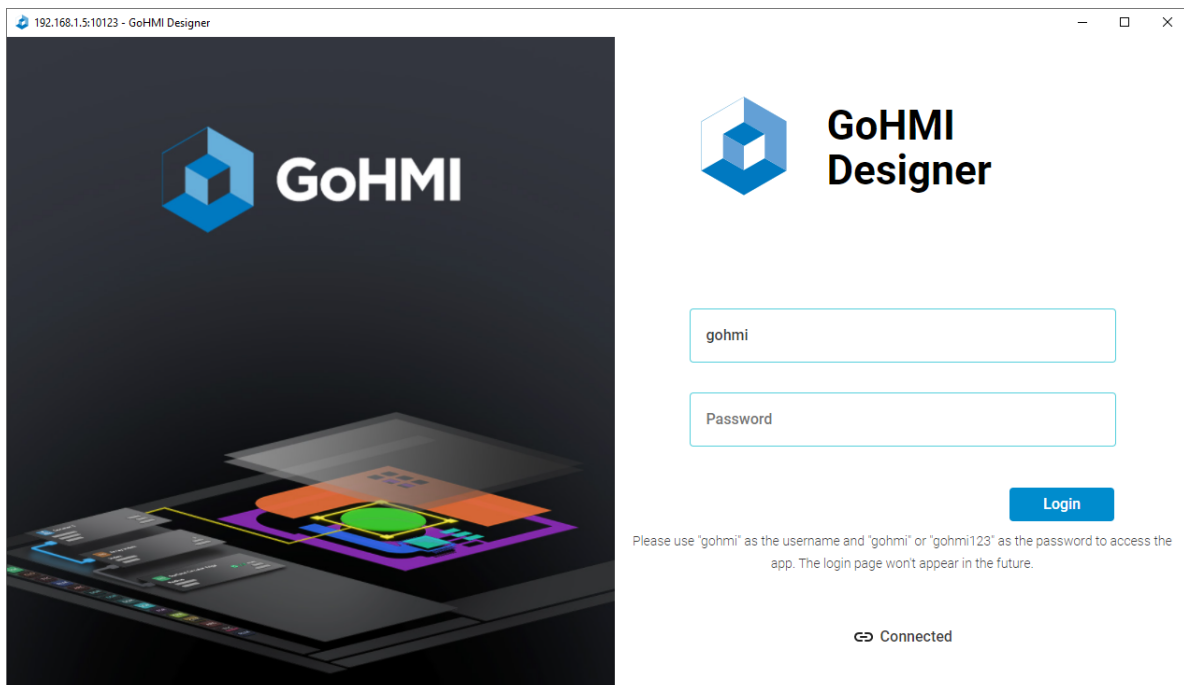 192.168.1.5:10123 - GoHMI Designer
GoHMI
GoHMI
Designer
gohmi
Password
Login
Please use "gohmi" as the username and "gohmi" or "gohmi123" as the password to access the
app. The login page won't appear in the future.
Connected